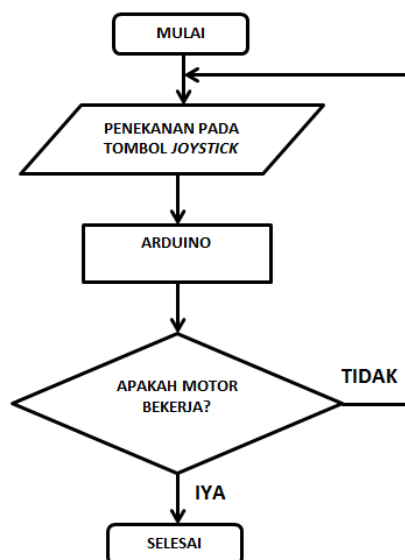 MULAI
PENEKANAN PADA
TOMBOL JOYSTICK
ARDUINO
APAKAH MOTOR
BEKERJA?
TIDAK
IYA
SELESAI